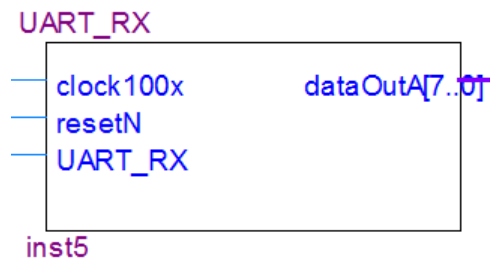 UART_RX
clock100x dataOutA[7..0]
resetN
UART_RX
inst5